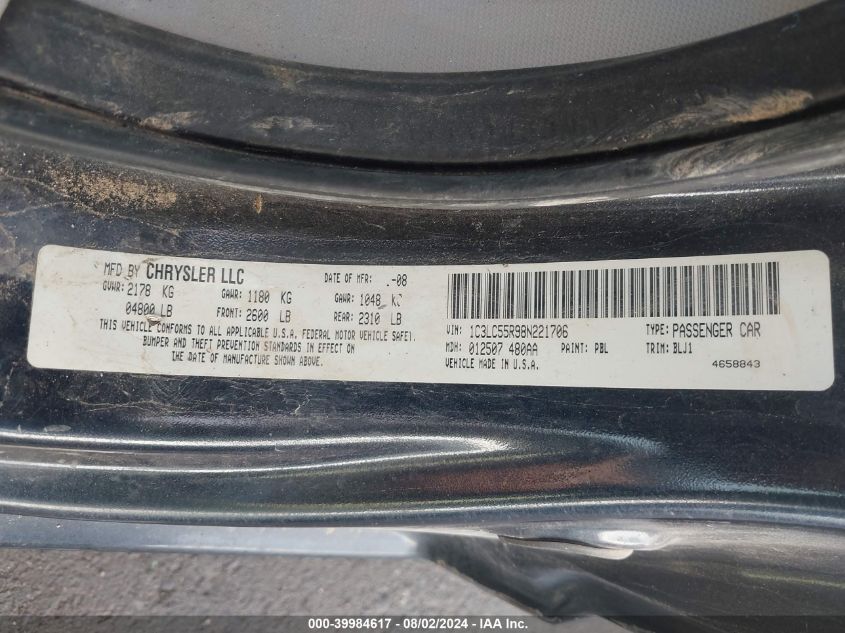 MFD BY CHRYSLER LLC
DATE OF MFR: -08
GVWR: 2178 KG
GAWR: 1180 KG
GAWR: 1048
04800 LB
FRONT: 2600 LB
REAR: 2310 LB
THIS VEHICLE CONFORMS TO ALL APPLICABLE U.S.A. FEDERAL MOTOR VEHICLE SAFE
BUMPER AND THEFT PREVENTION STANDARDS IN EFFECT ON
THE DATE OF MANUFACTURE SHOWN ABOVE.
VIN: 1C3LC55R98N221706
TYPE: PASSENGER CAR
MDH: 012507 480AA
PAINT: PBL
TRIM: BLJ1
VEHICLE MADE IN U.S.A.
4658843
000-39984617 - 08/02/2024 - IAA Inc.